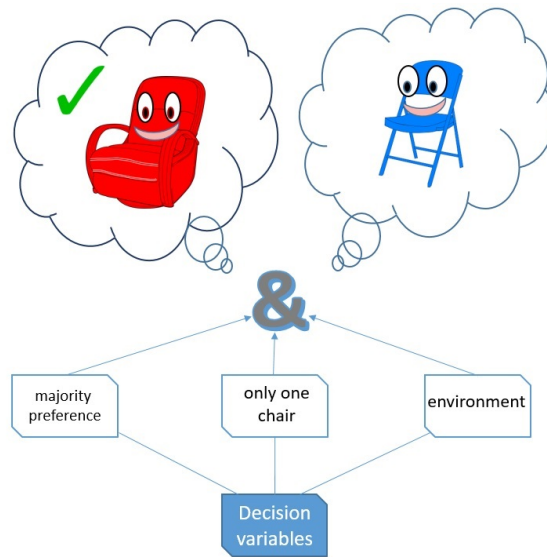 &
majority
preference
only one
chair
environment
Decision
variables